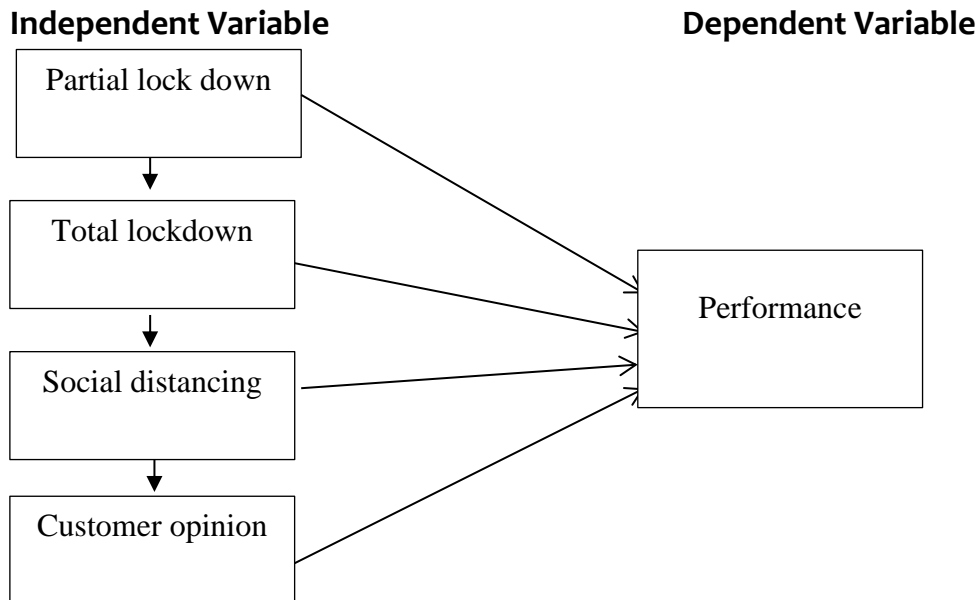 Independent Variable
Dependent Variable
Partial lock down
Total lockdown
Performance
Social distancing
Customer opinion